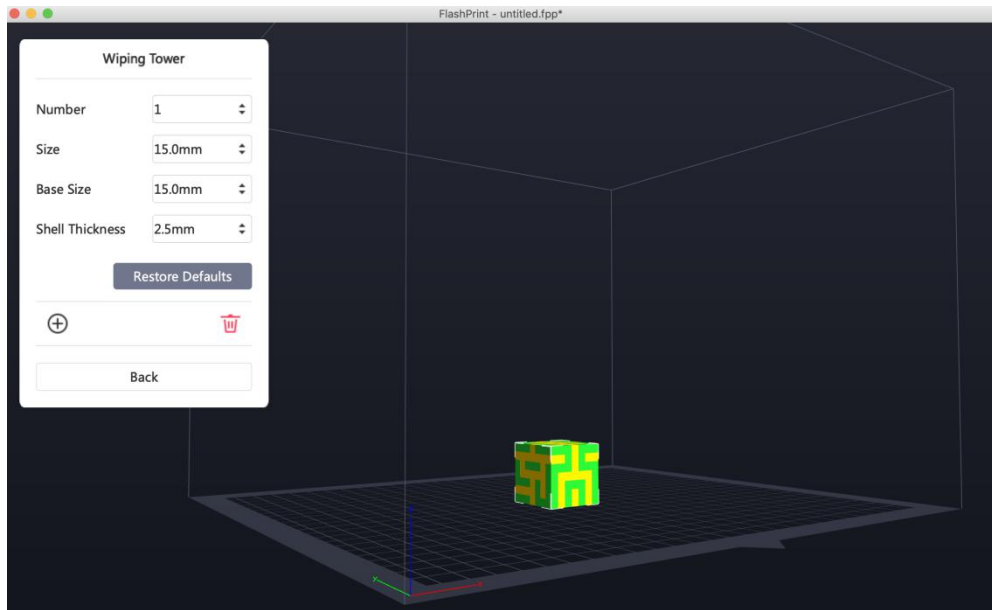 FlashPrint - untitled.fpp*
Wiping Tower
Number 1
Size 15.0mm
Base Size 15.0mm
Shell Thickness 2.5mm
Restore Defaults
Back
Y
X